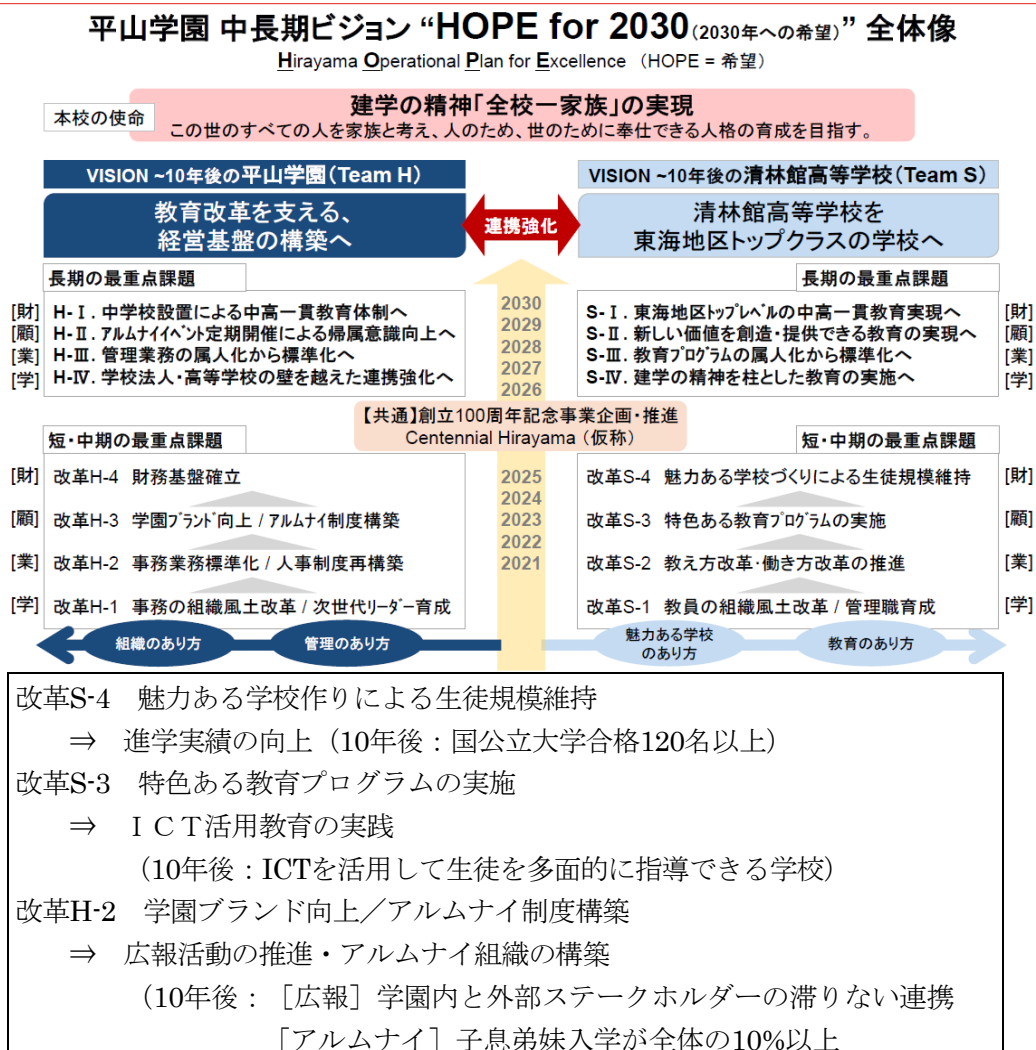 平山学園 中長期ビジョン “HOPE for 2030(2030年への希望)” 全体像
Hirayama Operational Plan for Excellence （HOPE = 希望）
本校の使命
建学の精神「全校一家族」の実現
この世のすべての人を家族と考え、人のため、世のために奉仕できる人格の育成を目指す。
VISION ~10年後の平山学園(Team H)
教育改革を支える、
経営基盤の構築へ
連携強化
VISION ~10年後の清林館高等学校(Team S)
清林館高等学校を
東海地区トップクラスの学校へ
長期の最重点課題
[財] H-Ⅰ. 中学校設置による中高一貫教育体制へ
[顧] H-Ⅱ. アルムナイイベント定期開催による帰属意識向上へ
[業] H-Ⅲ. 管理業務の属人化から標準化へ
[学] H-Ⅳ. 学校法人・高等学校の壁を越えた連携強化へ
2030
2029
2028
2027
2026
長期の最重点課題
S-Ⅰ. 東海地区トップレベルの中高一貫教育実現へ [財]
S-Ⅱ. 新しい価値を創造・提供できる教育の実現へ [顧]
S-Ⅲ. 教育プログラムの属人化から標準化へ [業]
S-Ⅳ. 建学の精神を柱とした教育の実施へ [学]
【共通】創立100周年記念事業企画・推進
Centennial Hirayama （仮称）
短・中期の最重点課題
[財] 改革H-4 財務基盤確立
[顧] 改革H-3 学園ブランド向上 / アルムナイ制度構築
[業] 改革H-2 事務業務標準化 / 人事制度再構築
[学] 改革H-1 事務の組織風土改革 / 次世代リーダー育成
2025
2024
2023
2022
2021
短・中期の最重点課題
改革S-4 魅力ある学校づくりによる生徒規模維持 [財]
改革S-3 特色ある教育プログラムの実施 [顧]
改革S-2 教え方改革・働き方改革の推進 [業]
改革S-1 教員の組織風土改革 / 管理職育成 [学]
組織のあり方
管理のあり方
魅力ある学校
のあり方
教育のあり方
改革S-4 魅力ある学校作りによる生徒規模維持
⇒ 進学実績の向上（10年後：国公立大学合格120名以上）
改革S-3 特色ある教育プログラムの実施
⇒ ＩＣＴ活用教育の実践
（10年後：ICTを活用して生徒を多面的に指導できる学校）
改革H-2 学園ブランド向上／アルムナイ制度構築
⇒ 広報活動の推進・アルムナイ組織の構築
（10年後：［広報］学園内と外部ステークホルダーの滞りない連携
［アルムナイ］子息弟妹入学が全体の10%以上